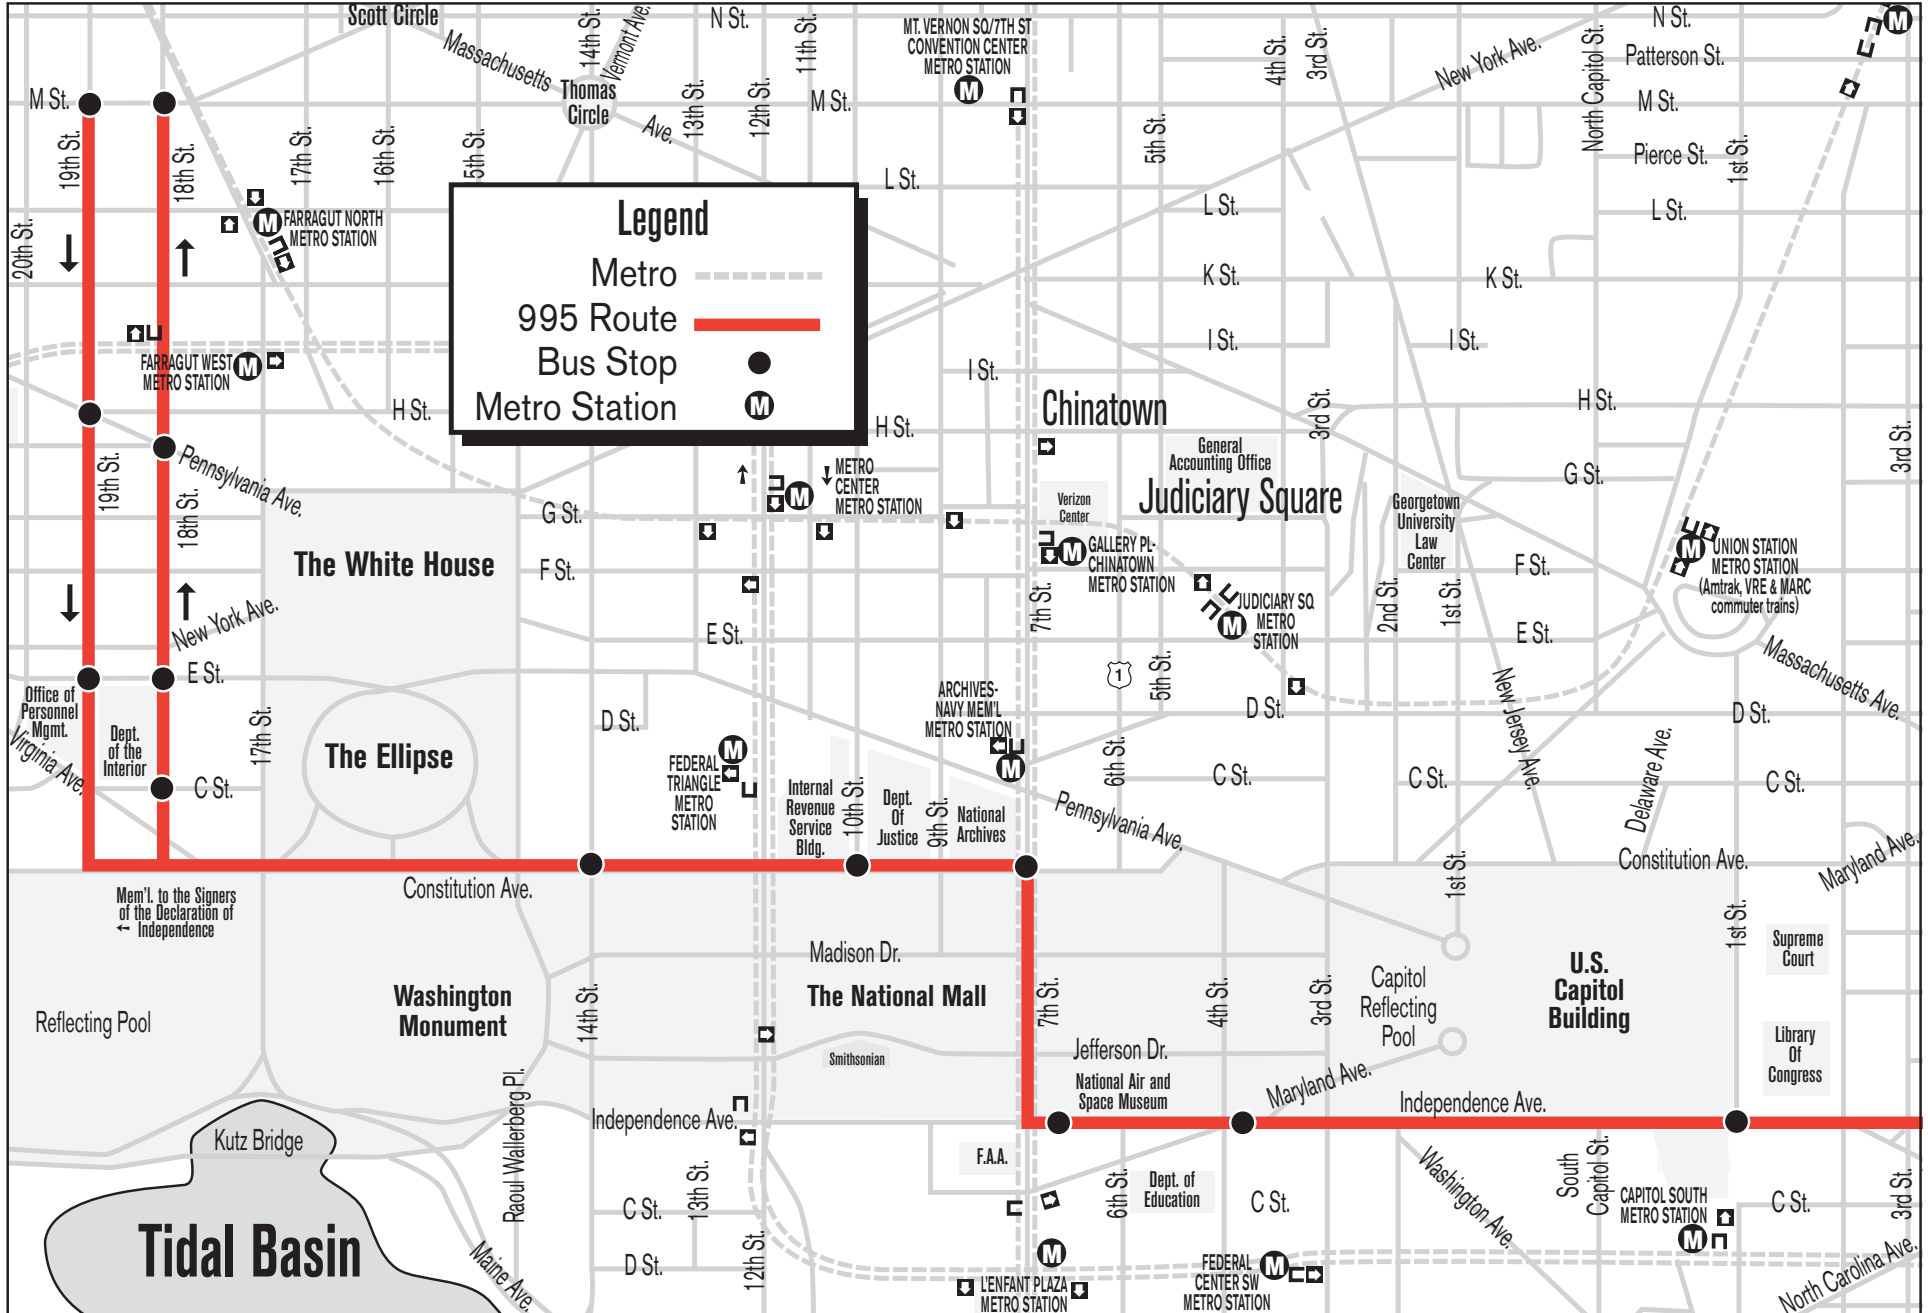 Scott Circle
N St.
N St.
Massachusetts
14th St.
Vermont Ave.
11th St.
MT. VERNON SQ/7TH ST
CONVENTION CENTER
METRO STATION
M
4th St.
3rd St.
New York Ave.
North Capitol St.
Patterson St.
M
M St.
Thomas
Circle
Ave.
13th St.
12th St.
M St.
M St.
19th St.
18th St.
17th St.
16th St.
5th St.
5th St.
Pierce St.
1st St.
L St.
L St.
L St.
20th St.
M
FARRAGUT NORTH
METRO STATION
Legend
Metro
995 Route
Bus Stop
Metro Station
M
K St.
K St.
I St.
I St.
I St.
FARRAGUT WEST
METRO STATION
M
H St.
H St.
H St.
Chinatown
3rd St.
3rd St.
General
Accounting Office
Judiciary Square
G St.
19th St.
Pennsylvania Ave.
18th St.
METRO
CENTER
METRO STATION
M
G St.
Verizon
Center
Georgetown
University
Law
Center
The White House
F St.
F St.
M
GALLERY PL-
CHINATOWN
METRO STATION
M
UNION STATION
METRO STATION
(Amtrak, VRE & MARC
commuter trains)
7th St.
JUDICIARY SQ
METRO
STATION
M
2nd St.
1st St.
New York Ave.
E St.
E St.
E St.
Massachusetts Ave.
Office of
Personnel
Mgmt.
Virginia Ave.
Dept.
of the
Interior
17th St.
The Ellipse
D St.
D St.
D St.
1
5th St.
6th St.
New Jersey Ave.
Delaware Ave.
ARCHIVES-
NAVY MEM'L
METRO STATION
M
M
FEDERAL
TRIANGLE
METRO
STATION
C St.
C St.
C St.
C St.
Internal
Revenue
Service
Bldg.
10th St.
Dept.
Of
Justice
9th St.
National
Archives
Pennsylvania Ave.
Constitution Ave.
Constitution Ave.
1st St.
Maryland Ave.
Mem'l. to the Signers
of the Declaration of
Independence
1st St.
Supreme
Court
Madison Dr.
Washington
Monument
The National Mall
U.S.
Capitol
Building
Capitol
Reflecting
Pool
Reflecting Pool
14th St.
7th St.
4th St.
3rd St.
Smithsonian
Jefferson Dr.
Library
Of
Congress
National Air and
Space Museum
Maryland Ave.
Independence Ave.
Independence Ave.
Raoul Wallerberg Pl.
Kutz Bridge
F.A.A.
Dept. of
Education
6th St.
Washington Ave.
South
Capitol St.
CAPITOL SOUTH
METRO STATION
M
3rd St.
C St.
C St.
C St.
13th St.
Tidal Basin
Maine Ave.
D St.
12th St.
M
L'ENFANT PLAZA
METRO STATION
FEDERAL
CENTER SW
METRO STATION
M
North Carolina Ave.